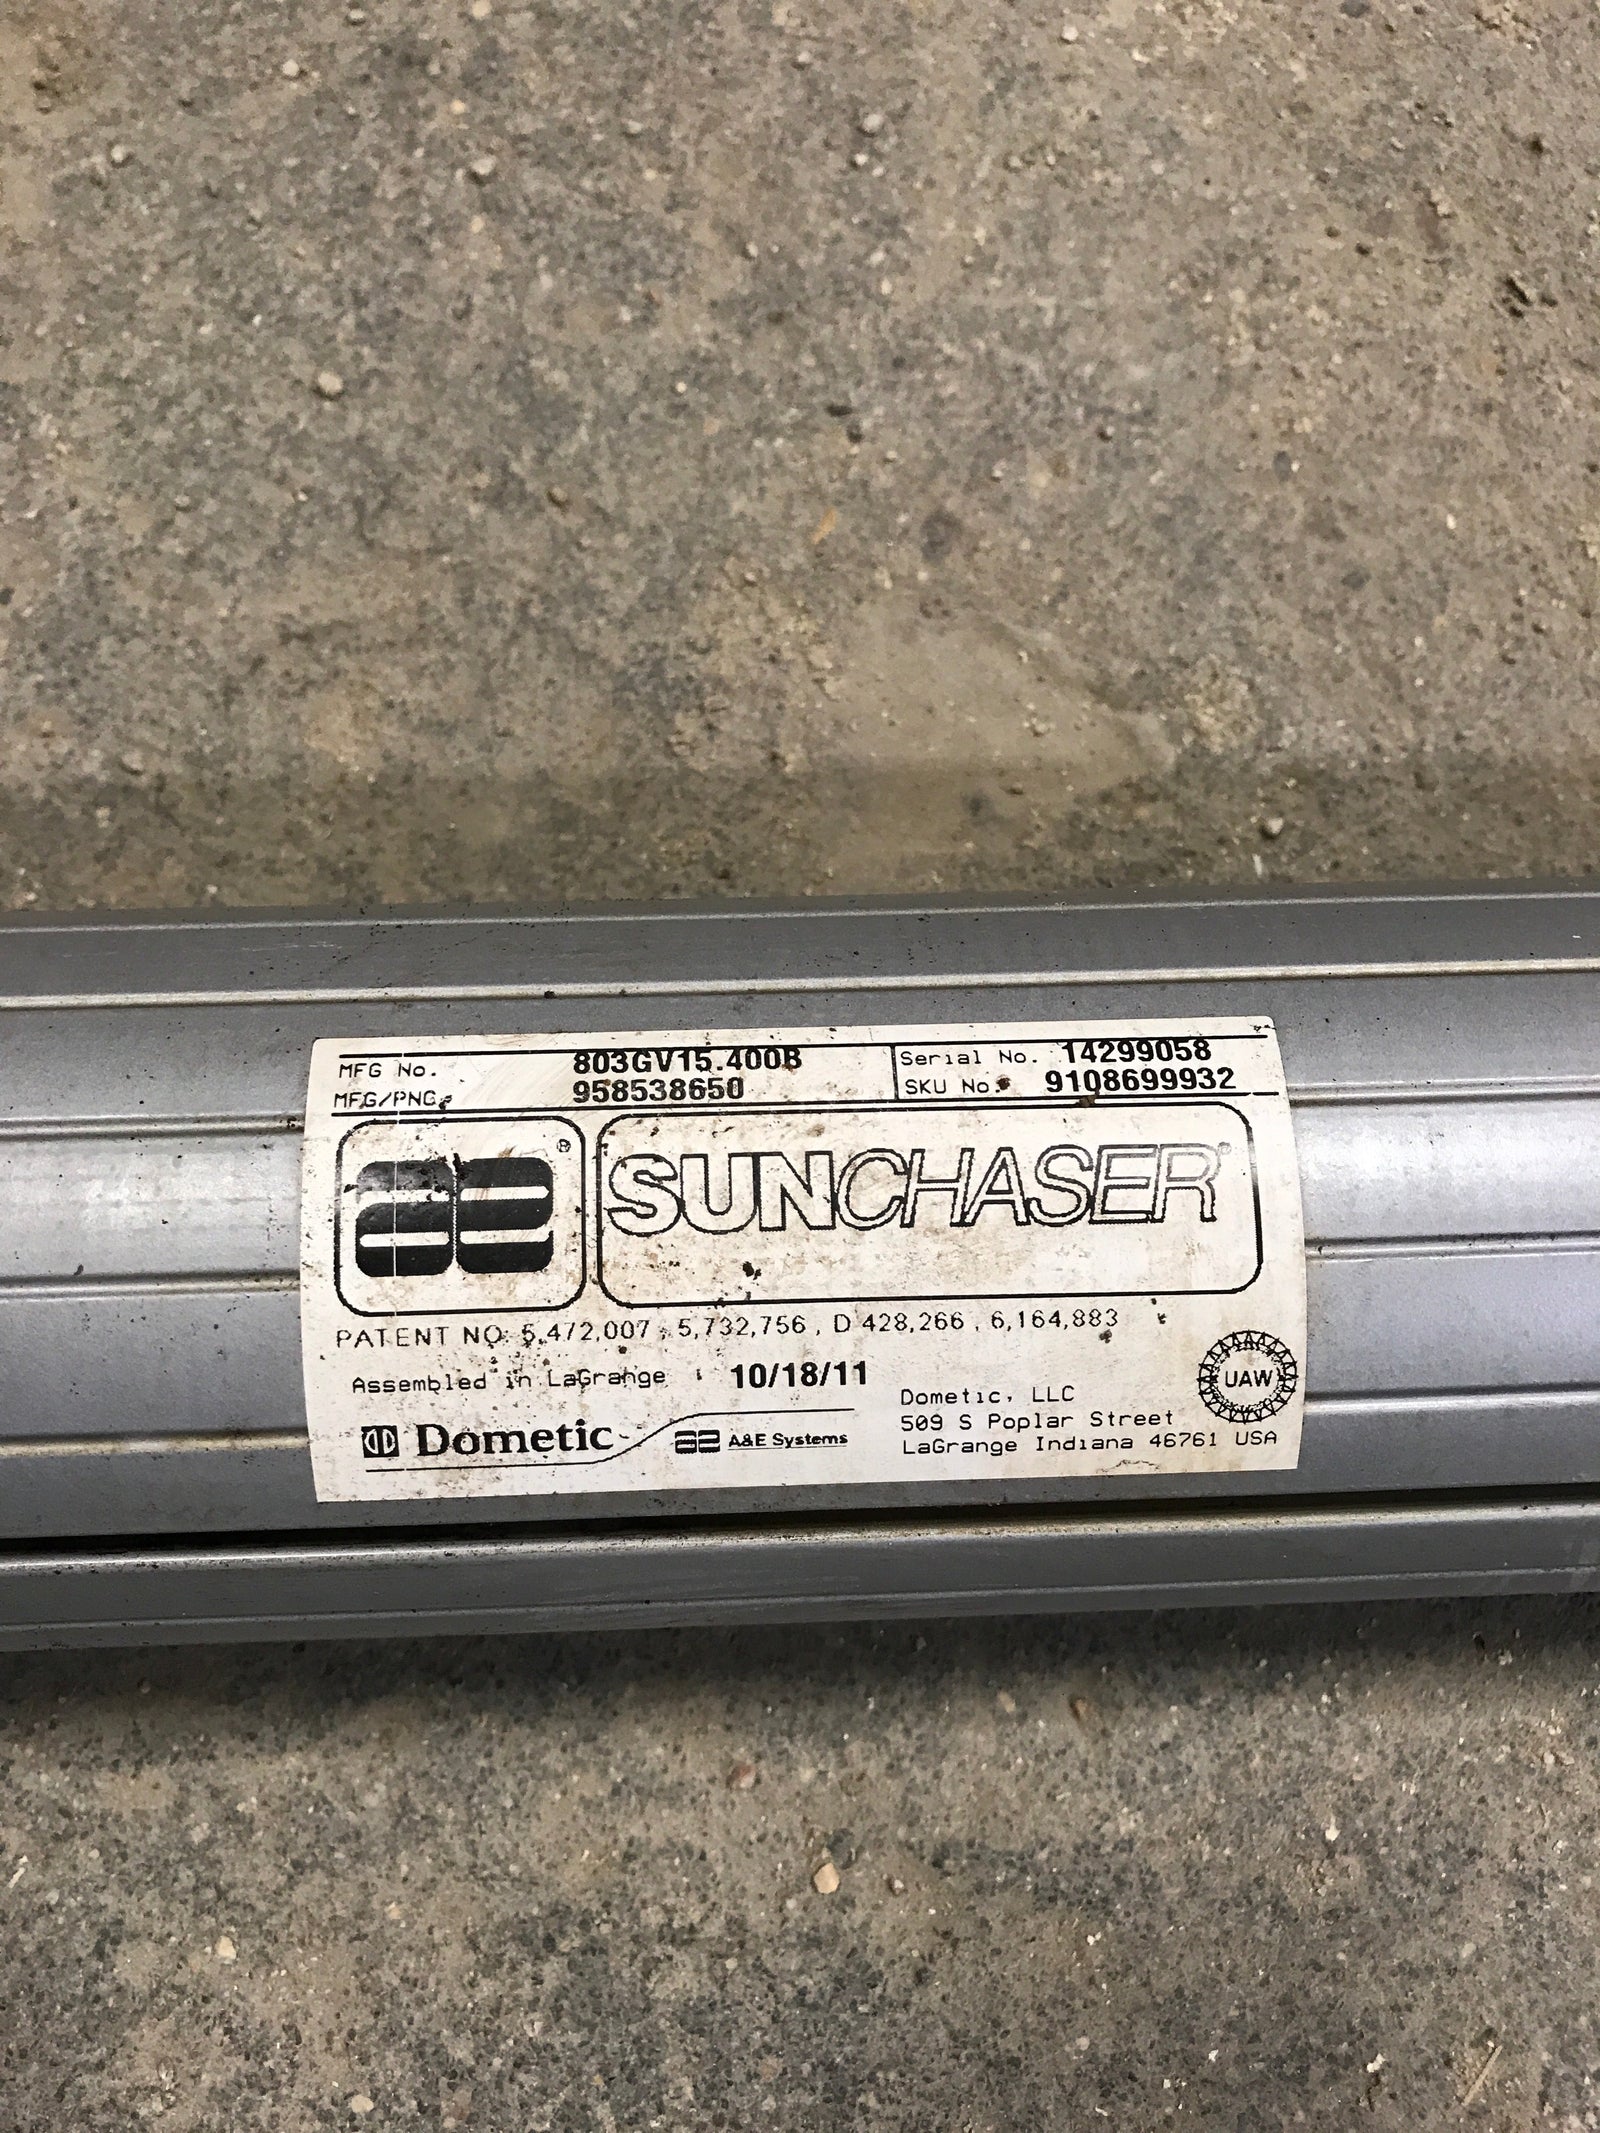 MFG No. 803GV15.400B Serial No. 14299058
MFG/PNC. 958538650 SKU No. 9108699932
ae®
SUNCHASER®
PATENT NO. 5,472,007, 5,732,756, D 428,266, 6,164,883
Assembled in LaGrange 10/18/11
Dometic, LLC
509 S Poplar Street
LaGrange Indiana 46761 USA
UAW
Dometic
ae A&E Systems